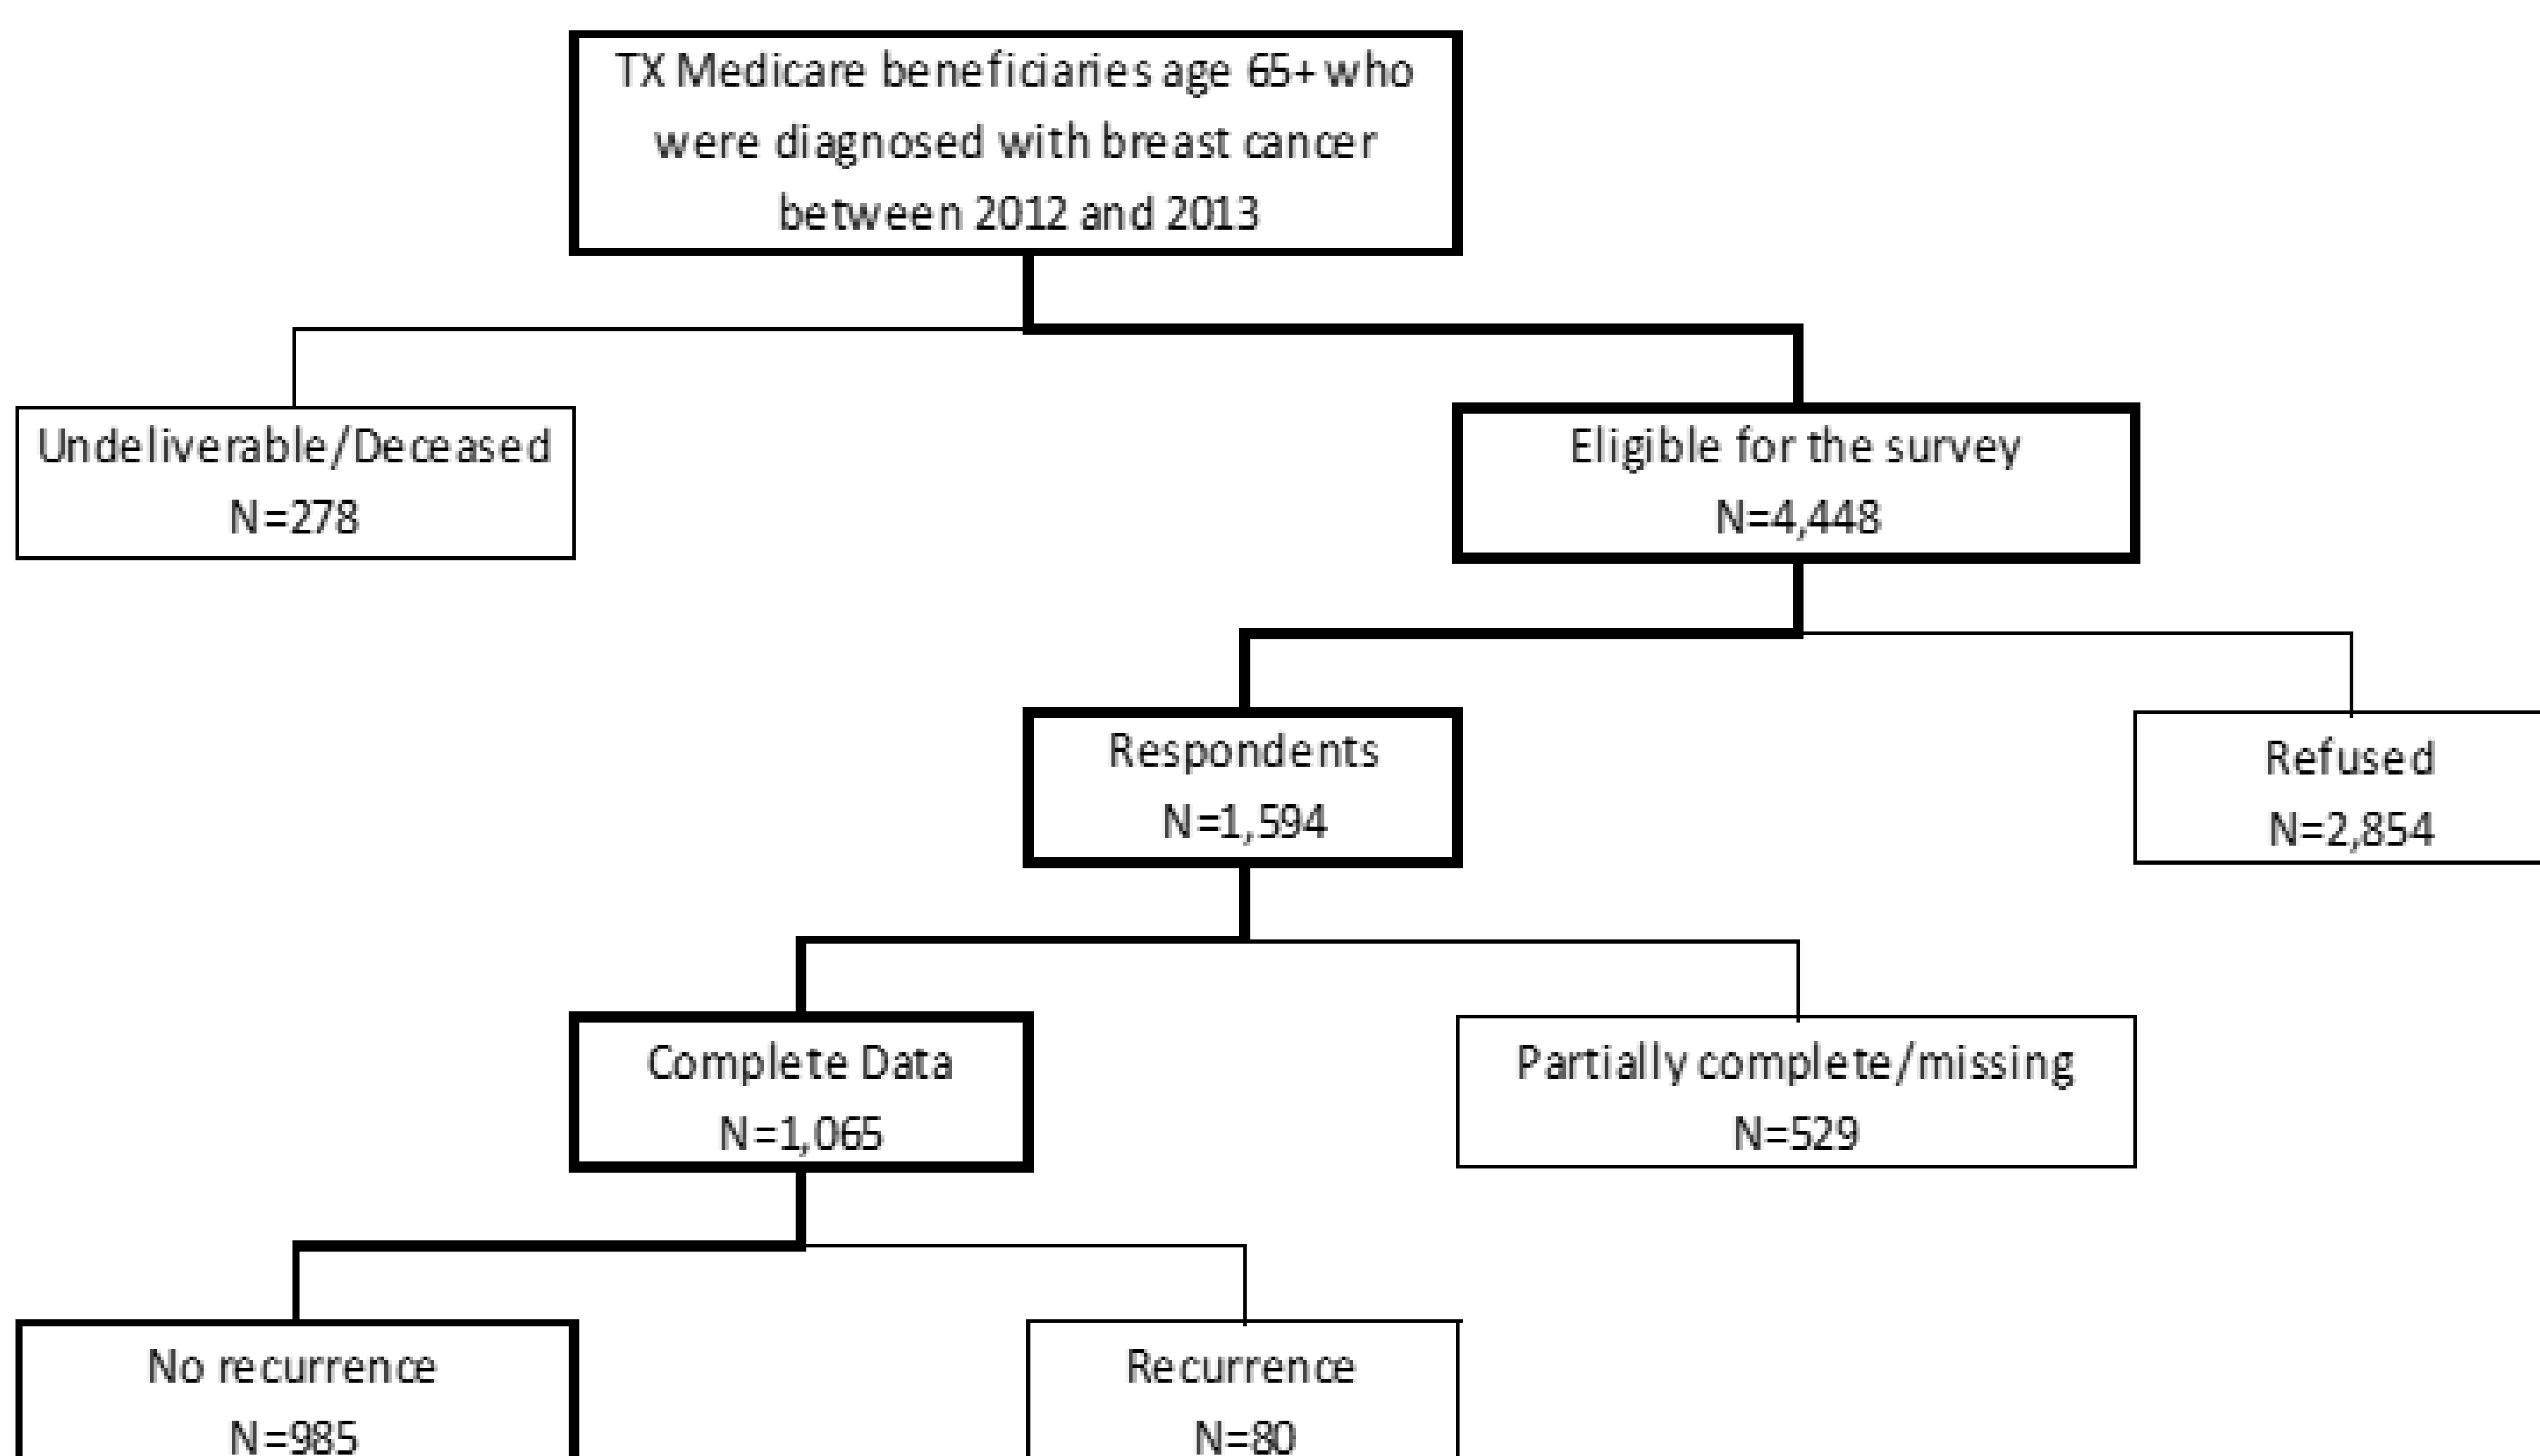 TX Medicare beneficiaries age 65+ who
were diagnosed with breast cancer
between 2012 and 2013
Undeliverable/Deceased
N=278
Eligible for the survey
N=4,448
Respondents
N=1,594
Refused
N=2,854
Complete Data
N=1,065
Partially complete/missing
N=529
No recurrence
N=985
Recurrence
N=80